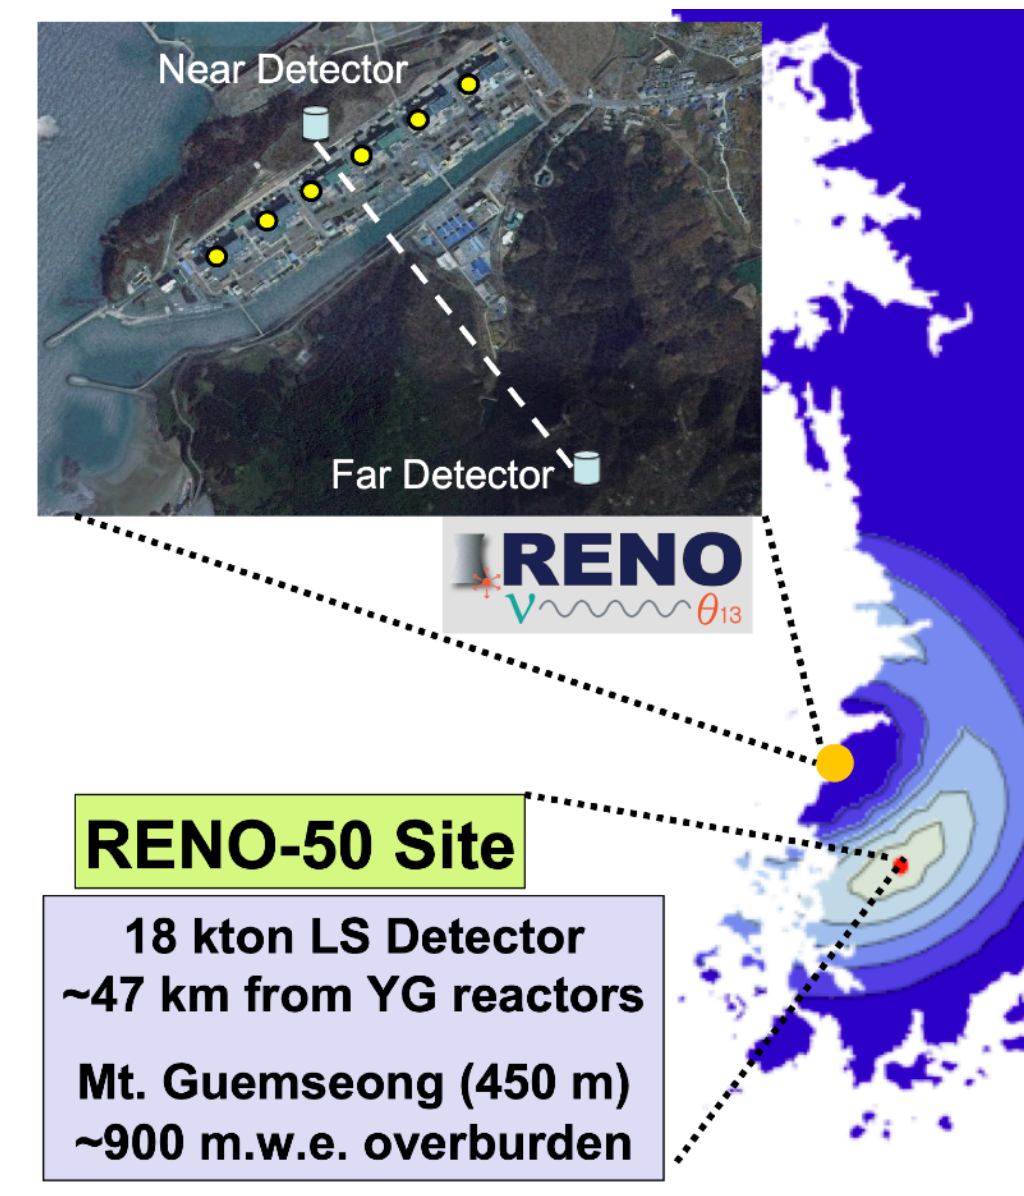 Near Detector
Far Detector
RENO
ν θ13
RENO-50 Site
18 kton LS Detector
~47 km from YG reactors
Mt. Guemseong (450 m)
~900 m.w.e. overburden